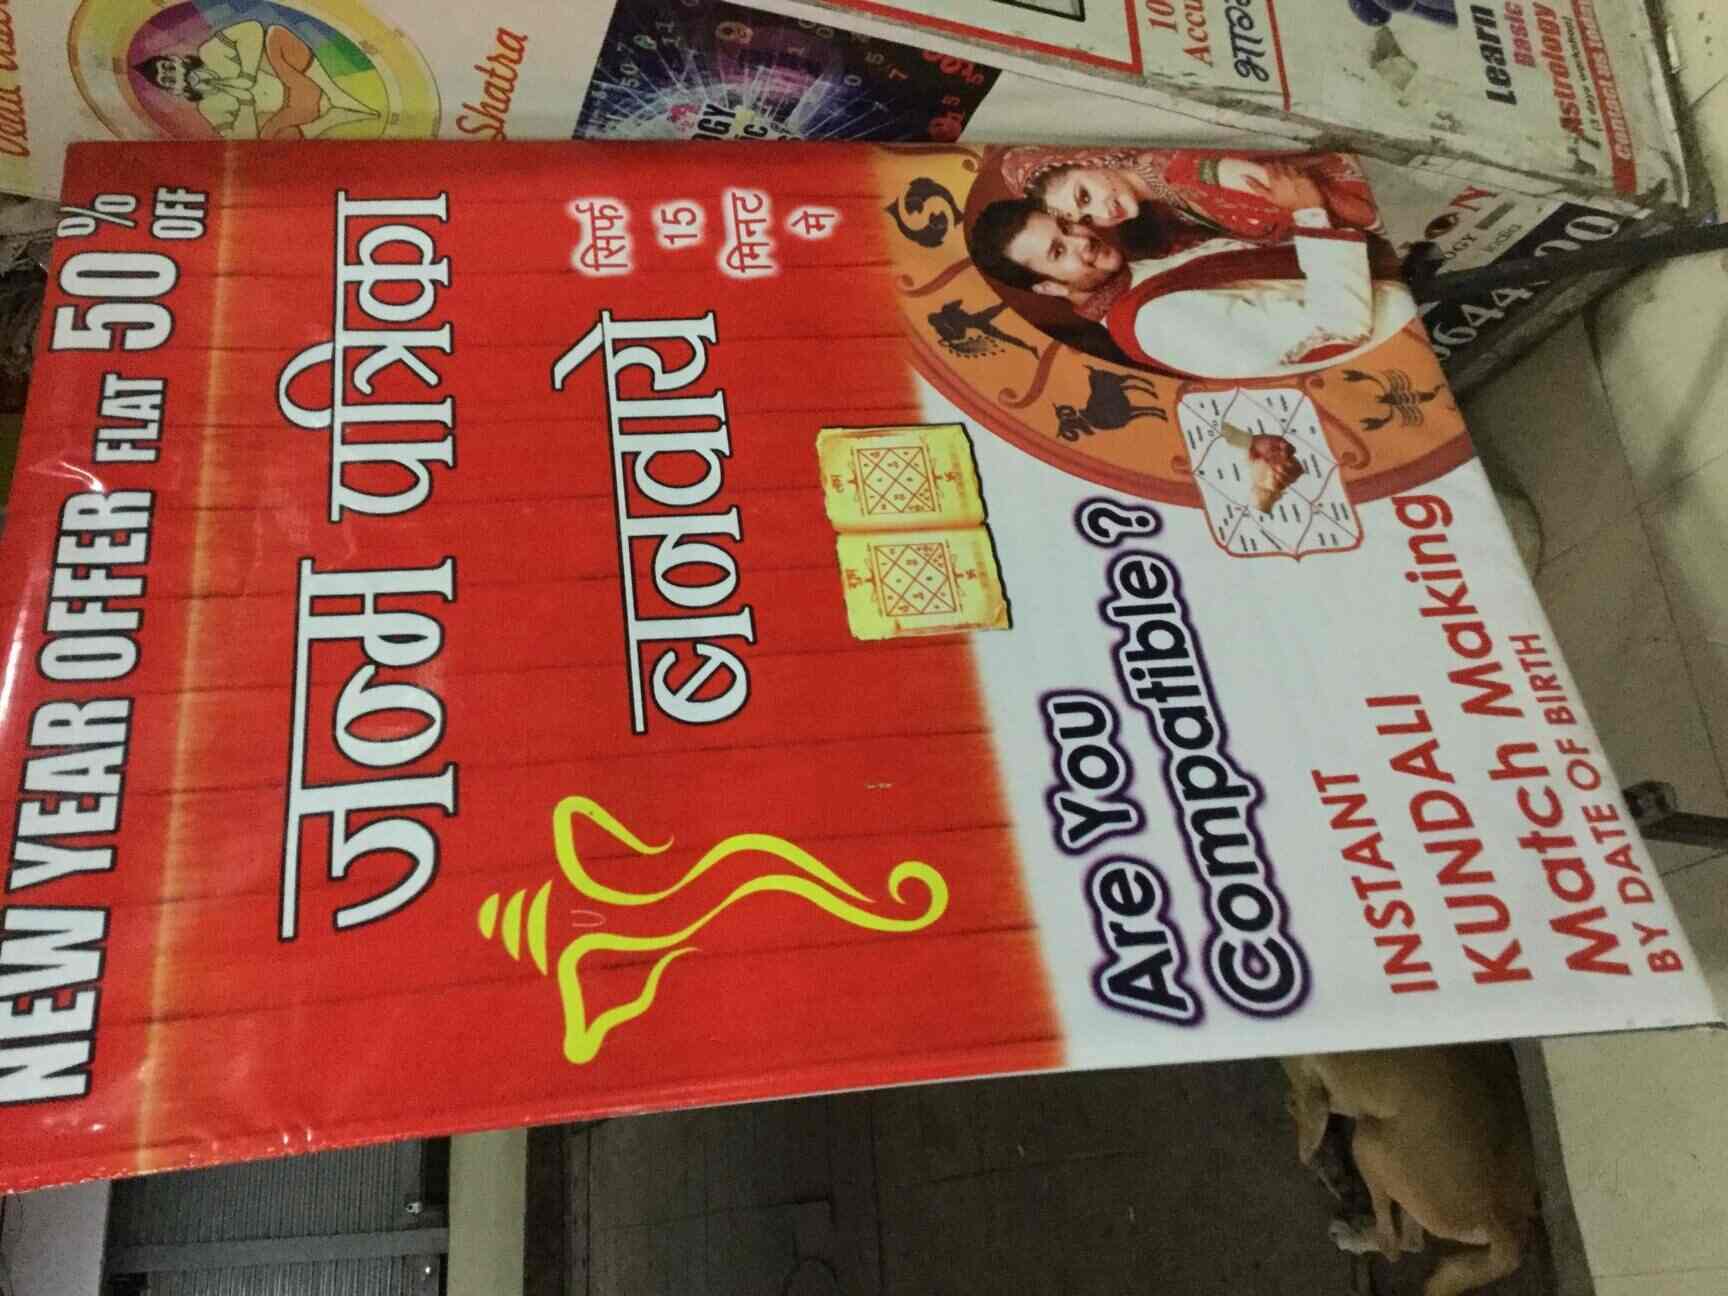 NEW YEAR OFFER FLAT 50% OFF
जन्म पत्रिका
बनवाये
सिर्फ
15
मिनट
मे
Are You
Compatible?
INSTANT
KUNDALI
Match Making
BY DATE OF BIRTH
Shatra
Learn
Basic
Astrology